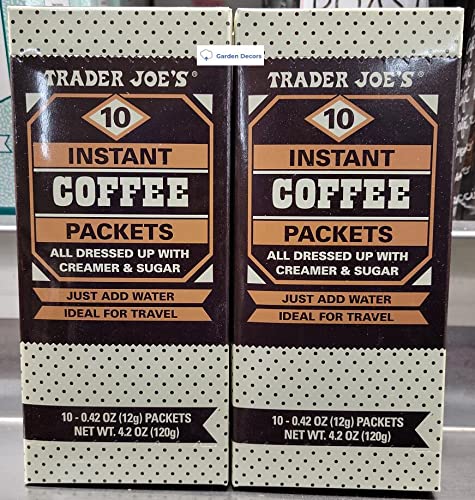 Garden Decors
TRADER JOE'S®
10
INSTANT
COFFEE
PACKETS
ALL DRESSED UP WITH
CREAMER & SUGAR
JUST ADD WATER
IDEAL FOR TRAVEL
10 - 0.42 OZ (12g) PACKETS
NET WT. 4.2 OZ (120g)
TRADER JOE'S®
10
INSTANT
COFFEE
PACKETS
ALL DRESSED UP WITH
CREAMER & SUGAR
JUST ADD WATER
IDEAL FOR TRAVEL
10 - 0.42 OZ (12g) PACKETS
NET WT. 4.2 OZ (120g)